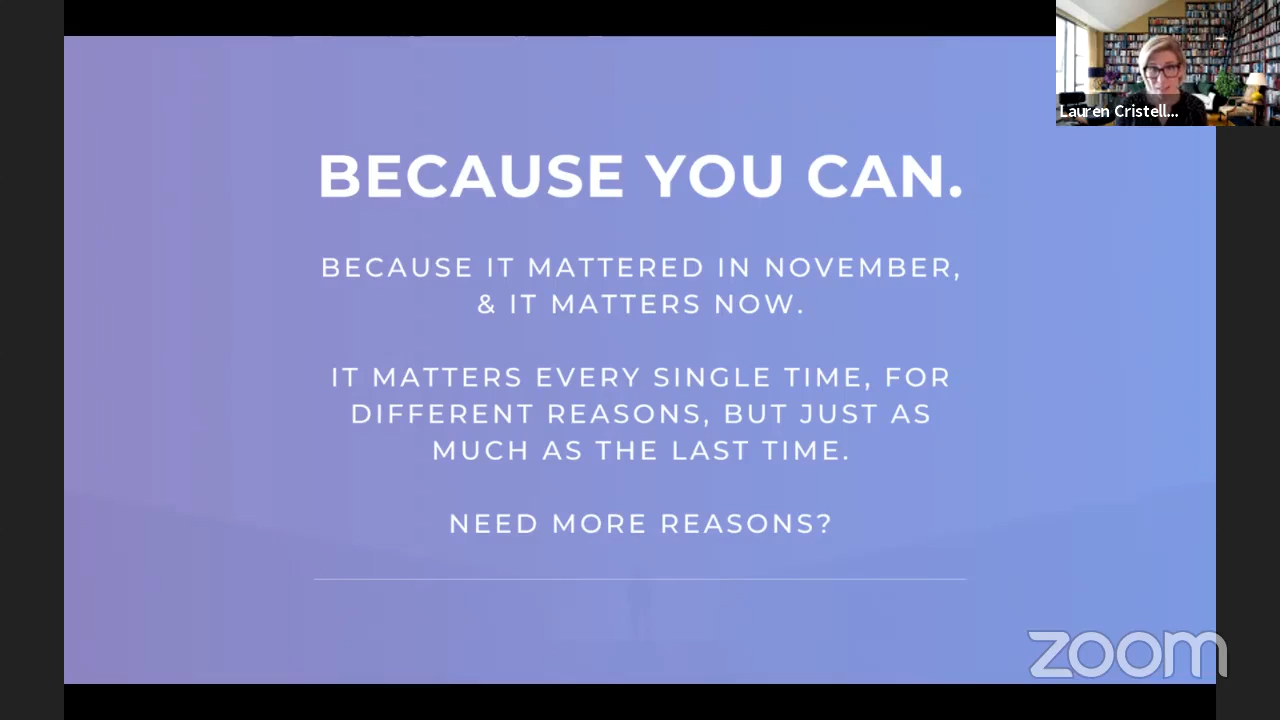 Lauren Cristell...
BECAUSE YOU CAN.
BECAUSE IT MATTERED IN NOVEMBER,
& IT MATTERS NOW.
IT MATTERS EVERY SINGLE TIME, FOR
DIFFERENT REASONS, BUT JUST AS
MUCH AS THE LAST TIME.
NEED MORE REASONS?
zoom